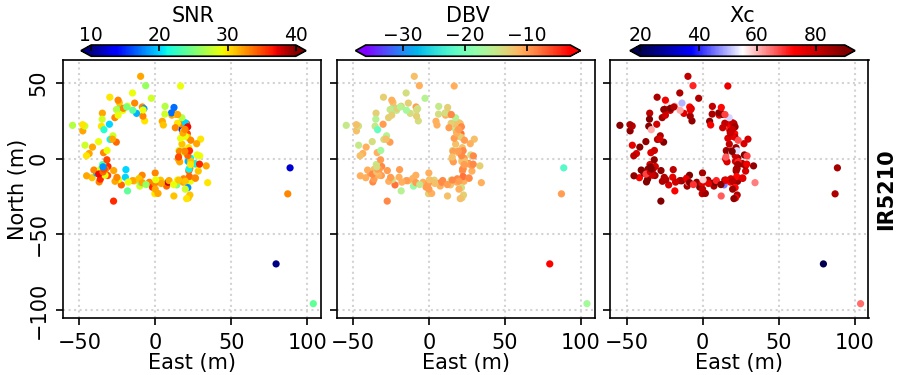 SNR DBV Xc
10 20 30 40 −30 −20 −10 20 40 60 80
50
0
−50
−100
North (m)
IR5210
−50 0 50 100 −50 0 50 100 −50 0 50 100
East (m) East (m) East (m)